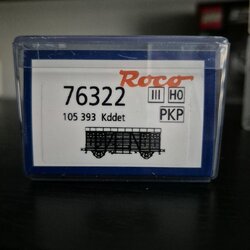 Roco
76322 III H0
105 393 Kddet PKP